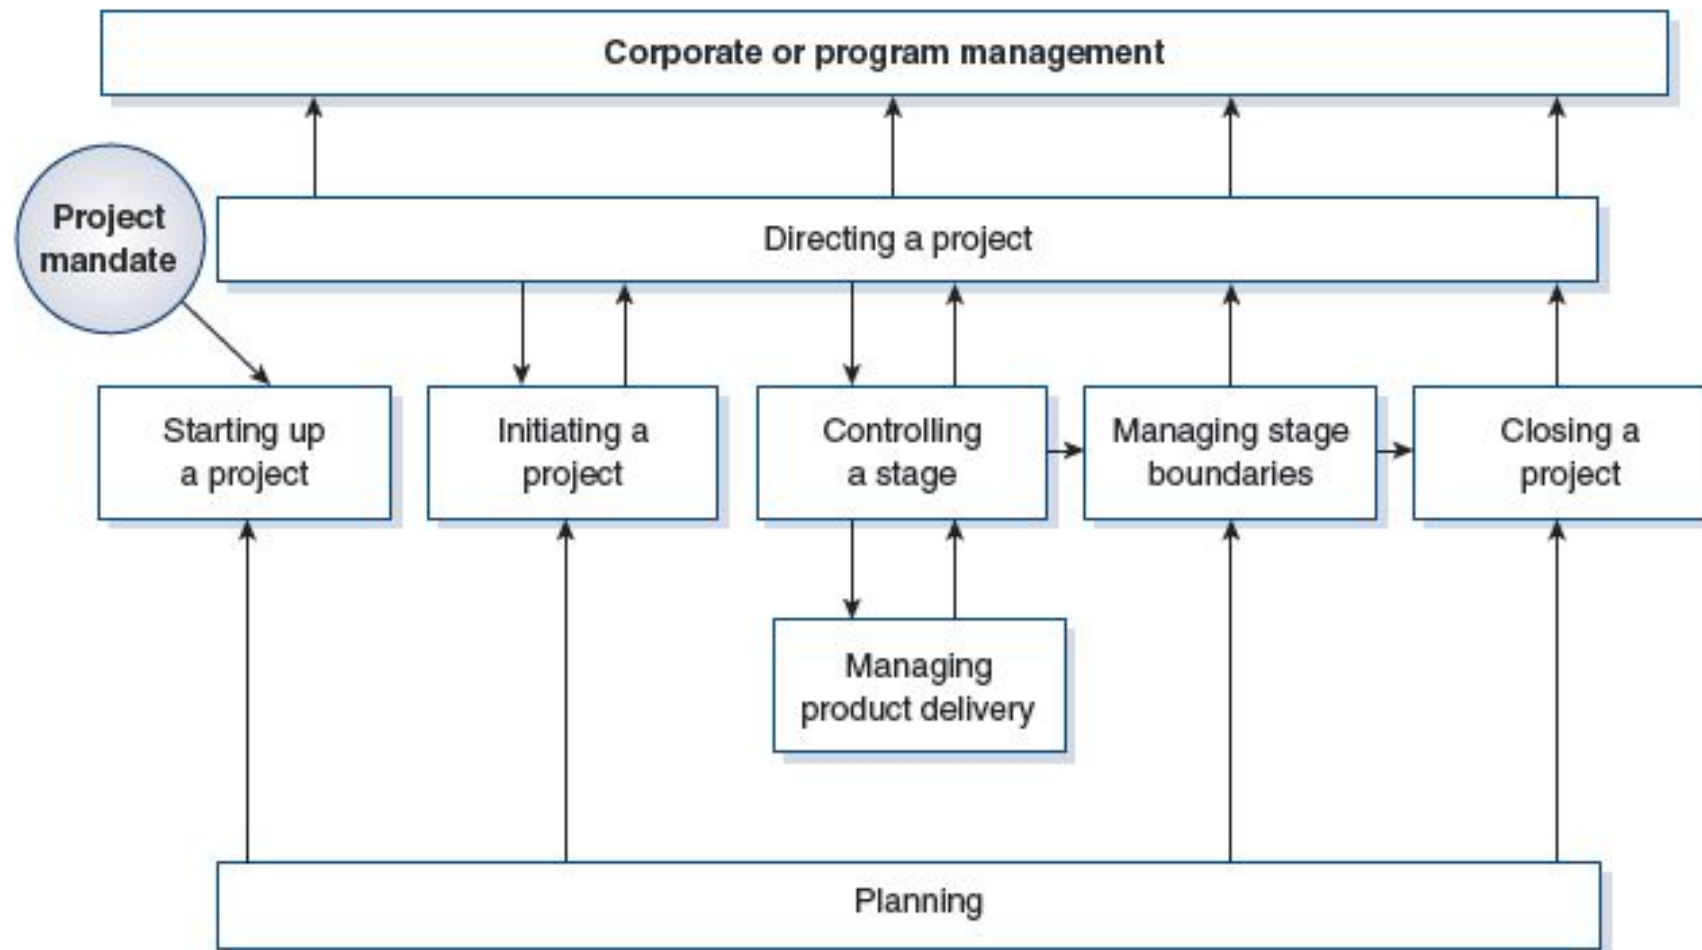 Corporate or program management
Project
mandate
Directing a project
Starting up
a project
Initiating a
project
Controlling
a stage
Managing stage
boundaries
Closing a
project
Managing
product delivery
Planning